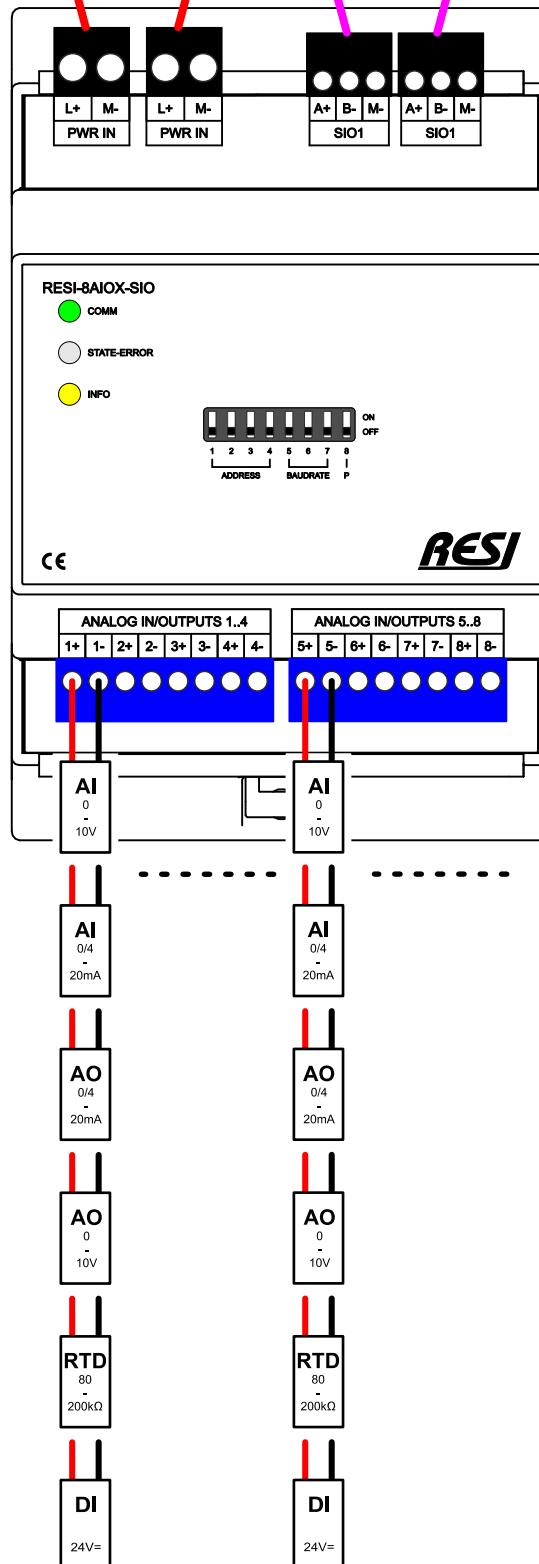 L+ M- L+ M- A+ B- M- A+ B- M-
PWR IN PWR IN SIO1 SIO1
RESI-8AIOX-SIO
COMM
STATE-ERROR
INFO
ON
OFF
1 2 3 4 5 6 7 8
ADDRESS BAUDRATE P
CE RESI
ANALOG IN/OUTPUTS 1..4 ANALOG IN/OUTPUTS 5..8
1+ 1- 2+ 2- 3+ 3- 4+ 4- 5+ 5- 6+ 6- 7+ 7- 8+ 8-
AI AI
0 0
- -
10V 10V
AI AI
0/4 0/4
- -
20mA 20mA
AO AO
0/4 0/4
- -
20mA 20mA
AO AO
0 0
- -
10V 10V
RTD RTD
80 80
- -
200kΩ 200kΩ
DI DI
24V= 24V=